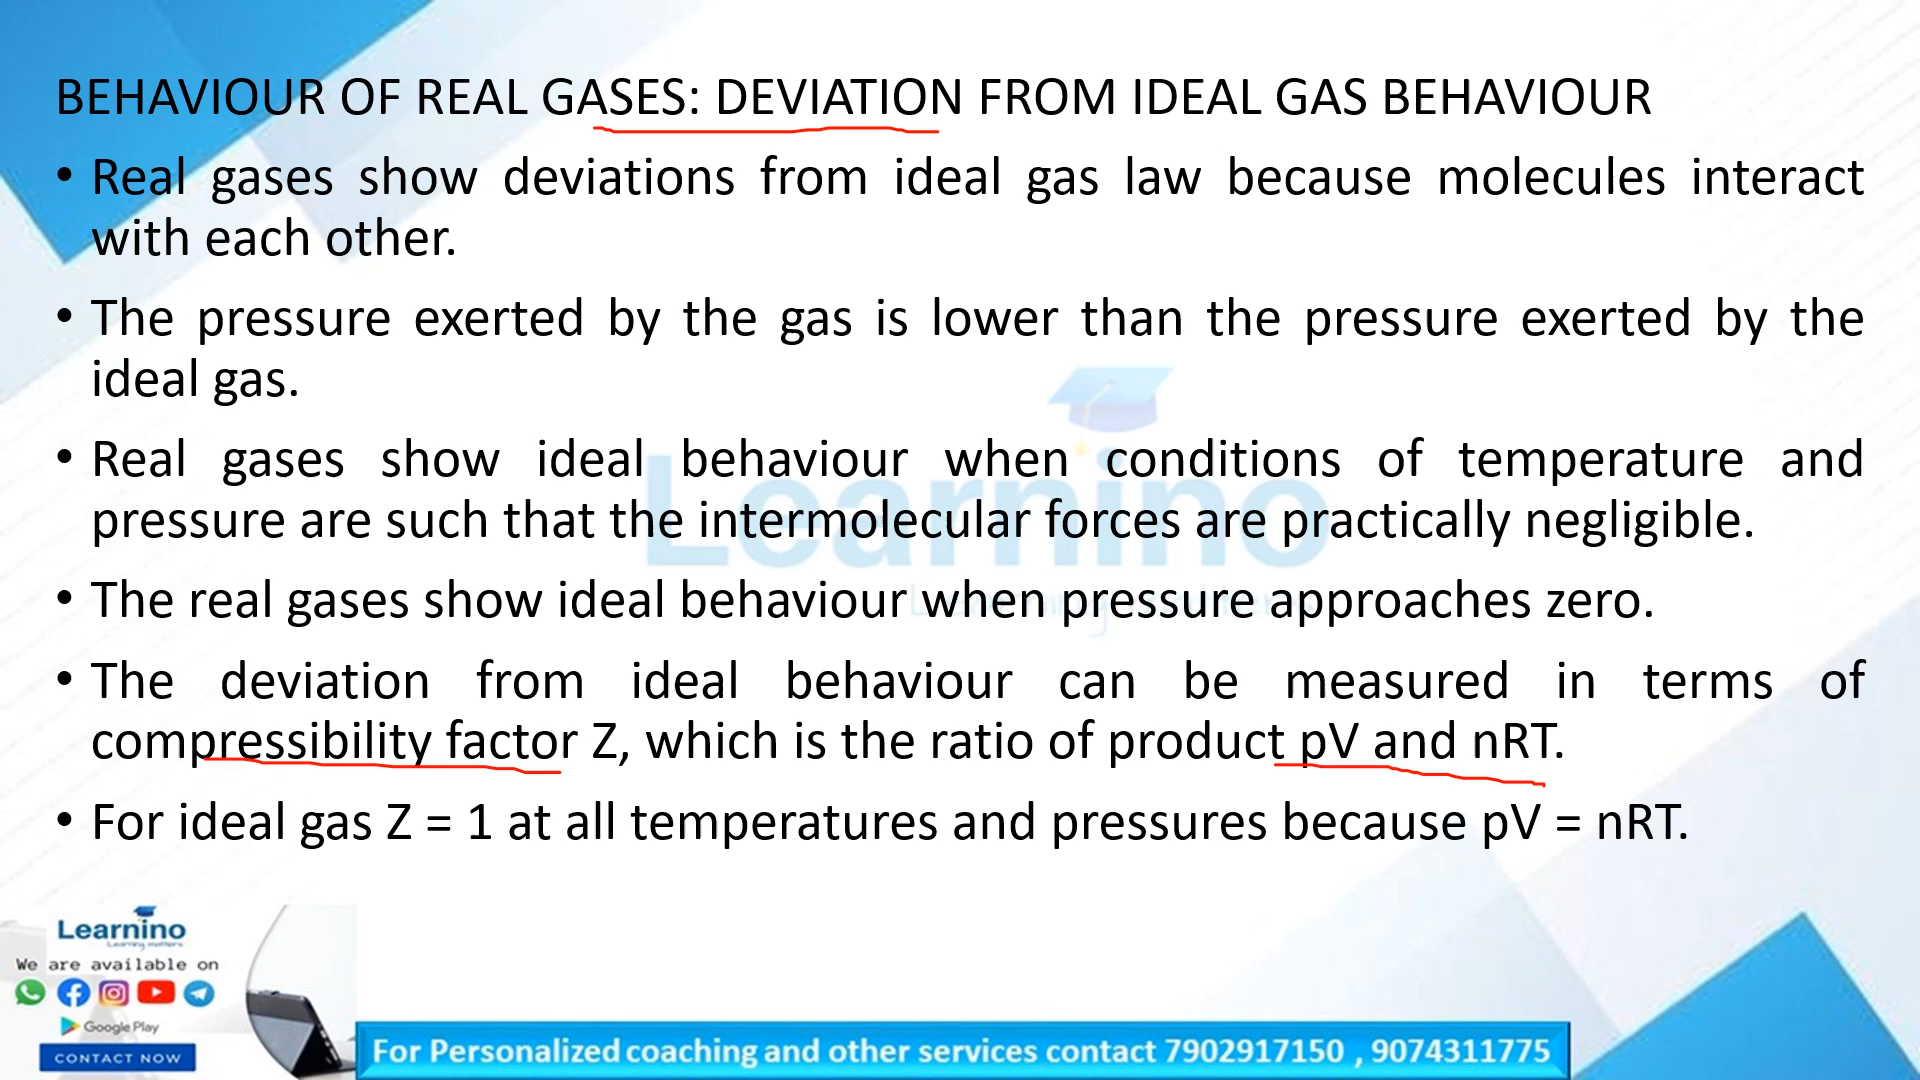 BEHAVIOUR OF REAL GASES: DEVIATION FROM IDEAL GAS BEHAVIOUR
• Real gases show deviations from ideal gas law because molecules interact
with each other.
• The pressure exerted by the gas is lower than the pressure exerted by the
ideal gas.
• Real gases show ideal behaviour when conditions of temperature and
pressure are such that the intermolecular forces are practically negligible.
• The real gases show ideal behaviour when pressure approaches zero.
• The deviation from ideal behaviour can be measured in terms of
compressibility factor Z, which is the ratio of product pV and nRT.
• For ideal gas Z = 1 at all temperatures and pressures because pV = nRT.
Learnino
Learnino
Learning matters
We are available on
Google Play
CONTACT NOW
For Personalized coaching and other services contact 7902917150 , 9074311775